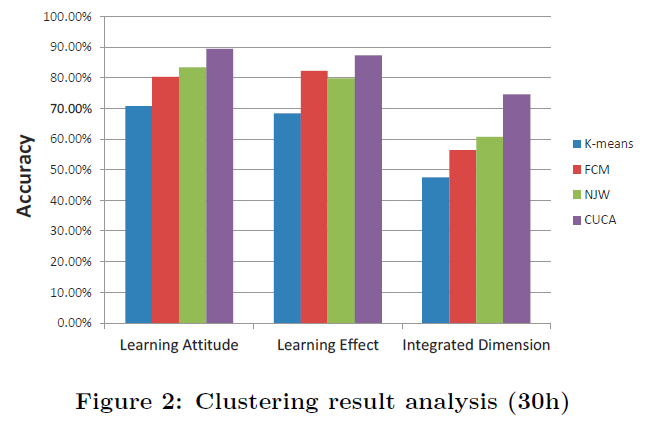 100.00%
90.00%
80.00%
70.00%
60.00%
50.00%
40.00%
30.00%
20.00%
10.00%
0.00%
Accuracy
Learning Attitude Learning Effect Integrated Dimension
K-means
FCM
NJW
CUCA
Figure 2: Clustering result analysis (30h)